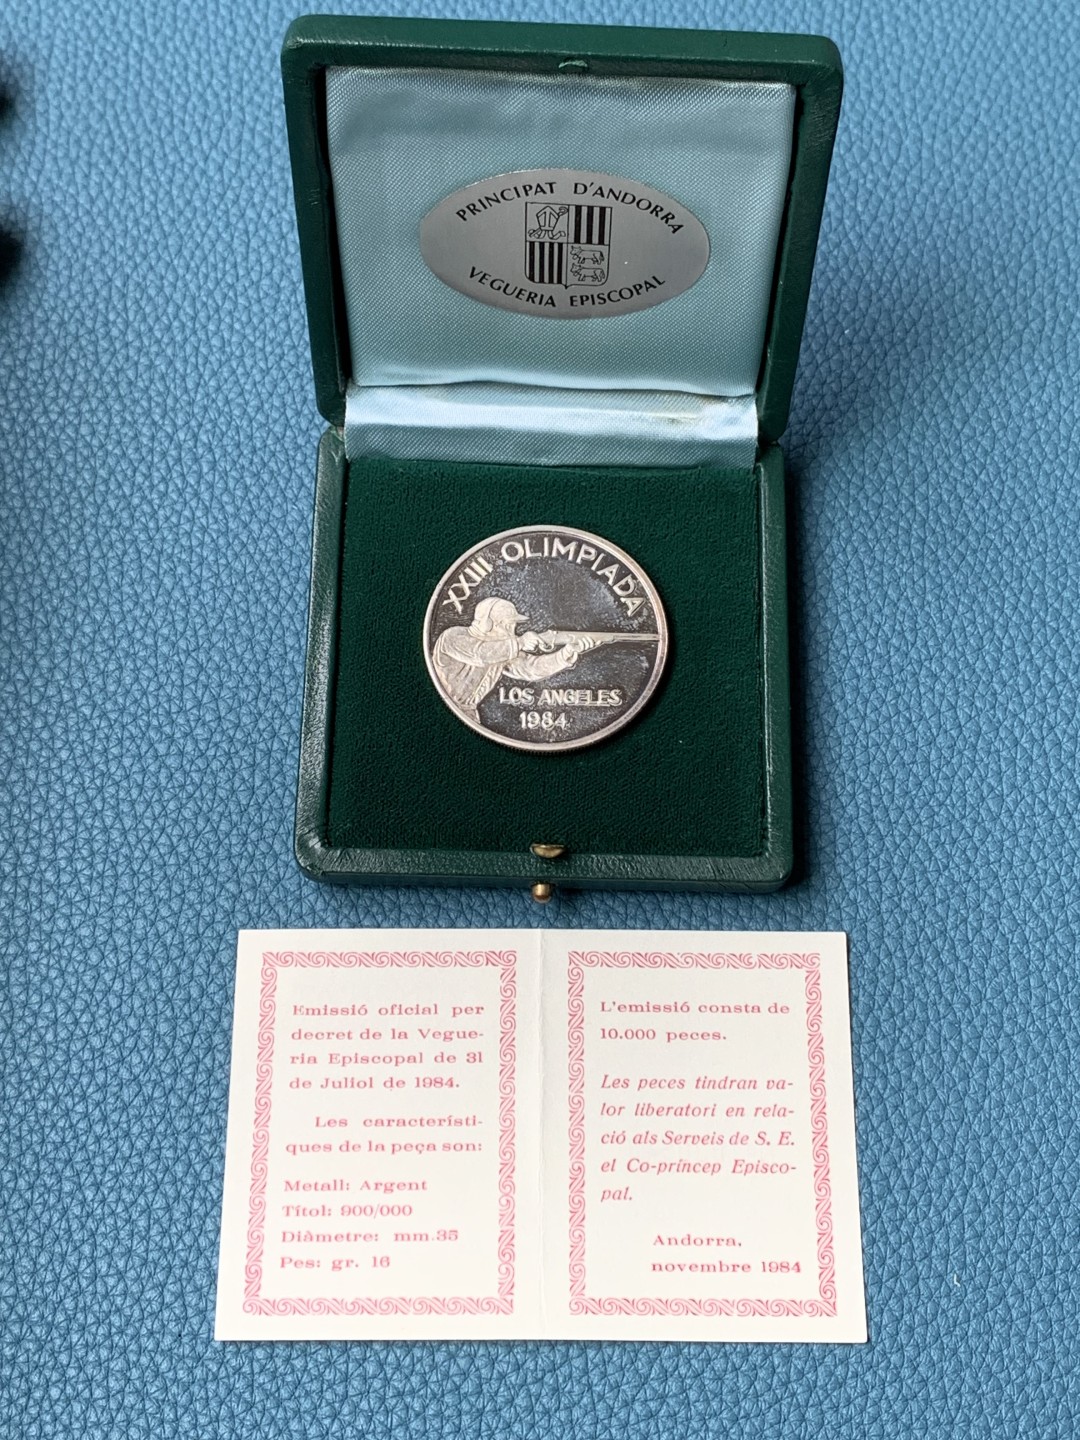 PRINCIPAT D'ANDORRA
VEGUERIA EPISCOPAL
XXIII OLIMPIADA
LOS ANGELES
1984
Emissió oficial per
decret de la Vegue-
ria Episcopal de 31
de Juliol de 1984.
Les característi-
ques de la peça son:
Metall: Argent
Títol: 900/000
Diàmetre: mm.35
Pes: gr. 16
L'emissió consta de
10.000 peces.
Les peces tindran va-
lor liberatori en rela-
ció als Serveis de S. E.
el Co-príncep Episco-
pal.
Andorra,
novembre 1984